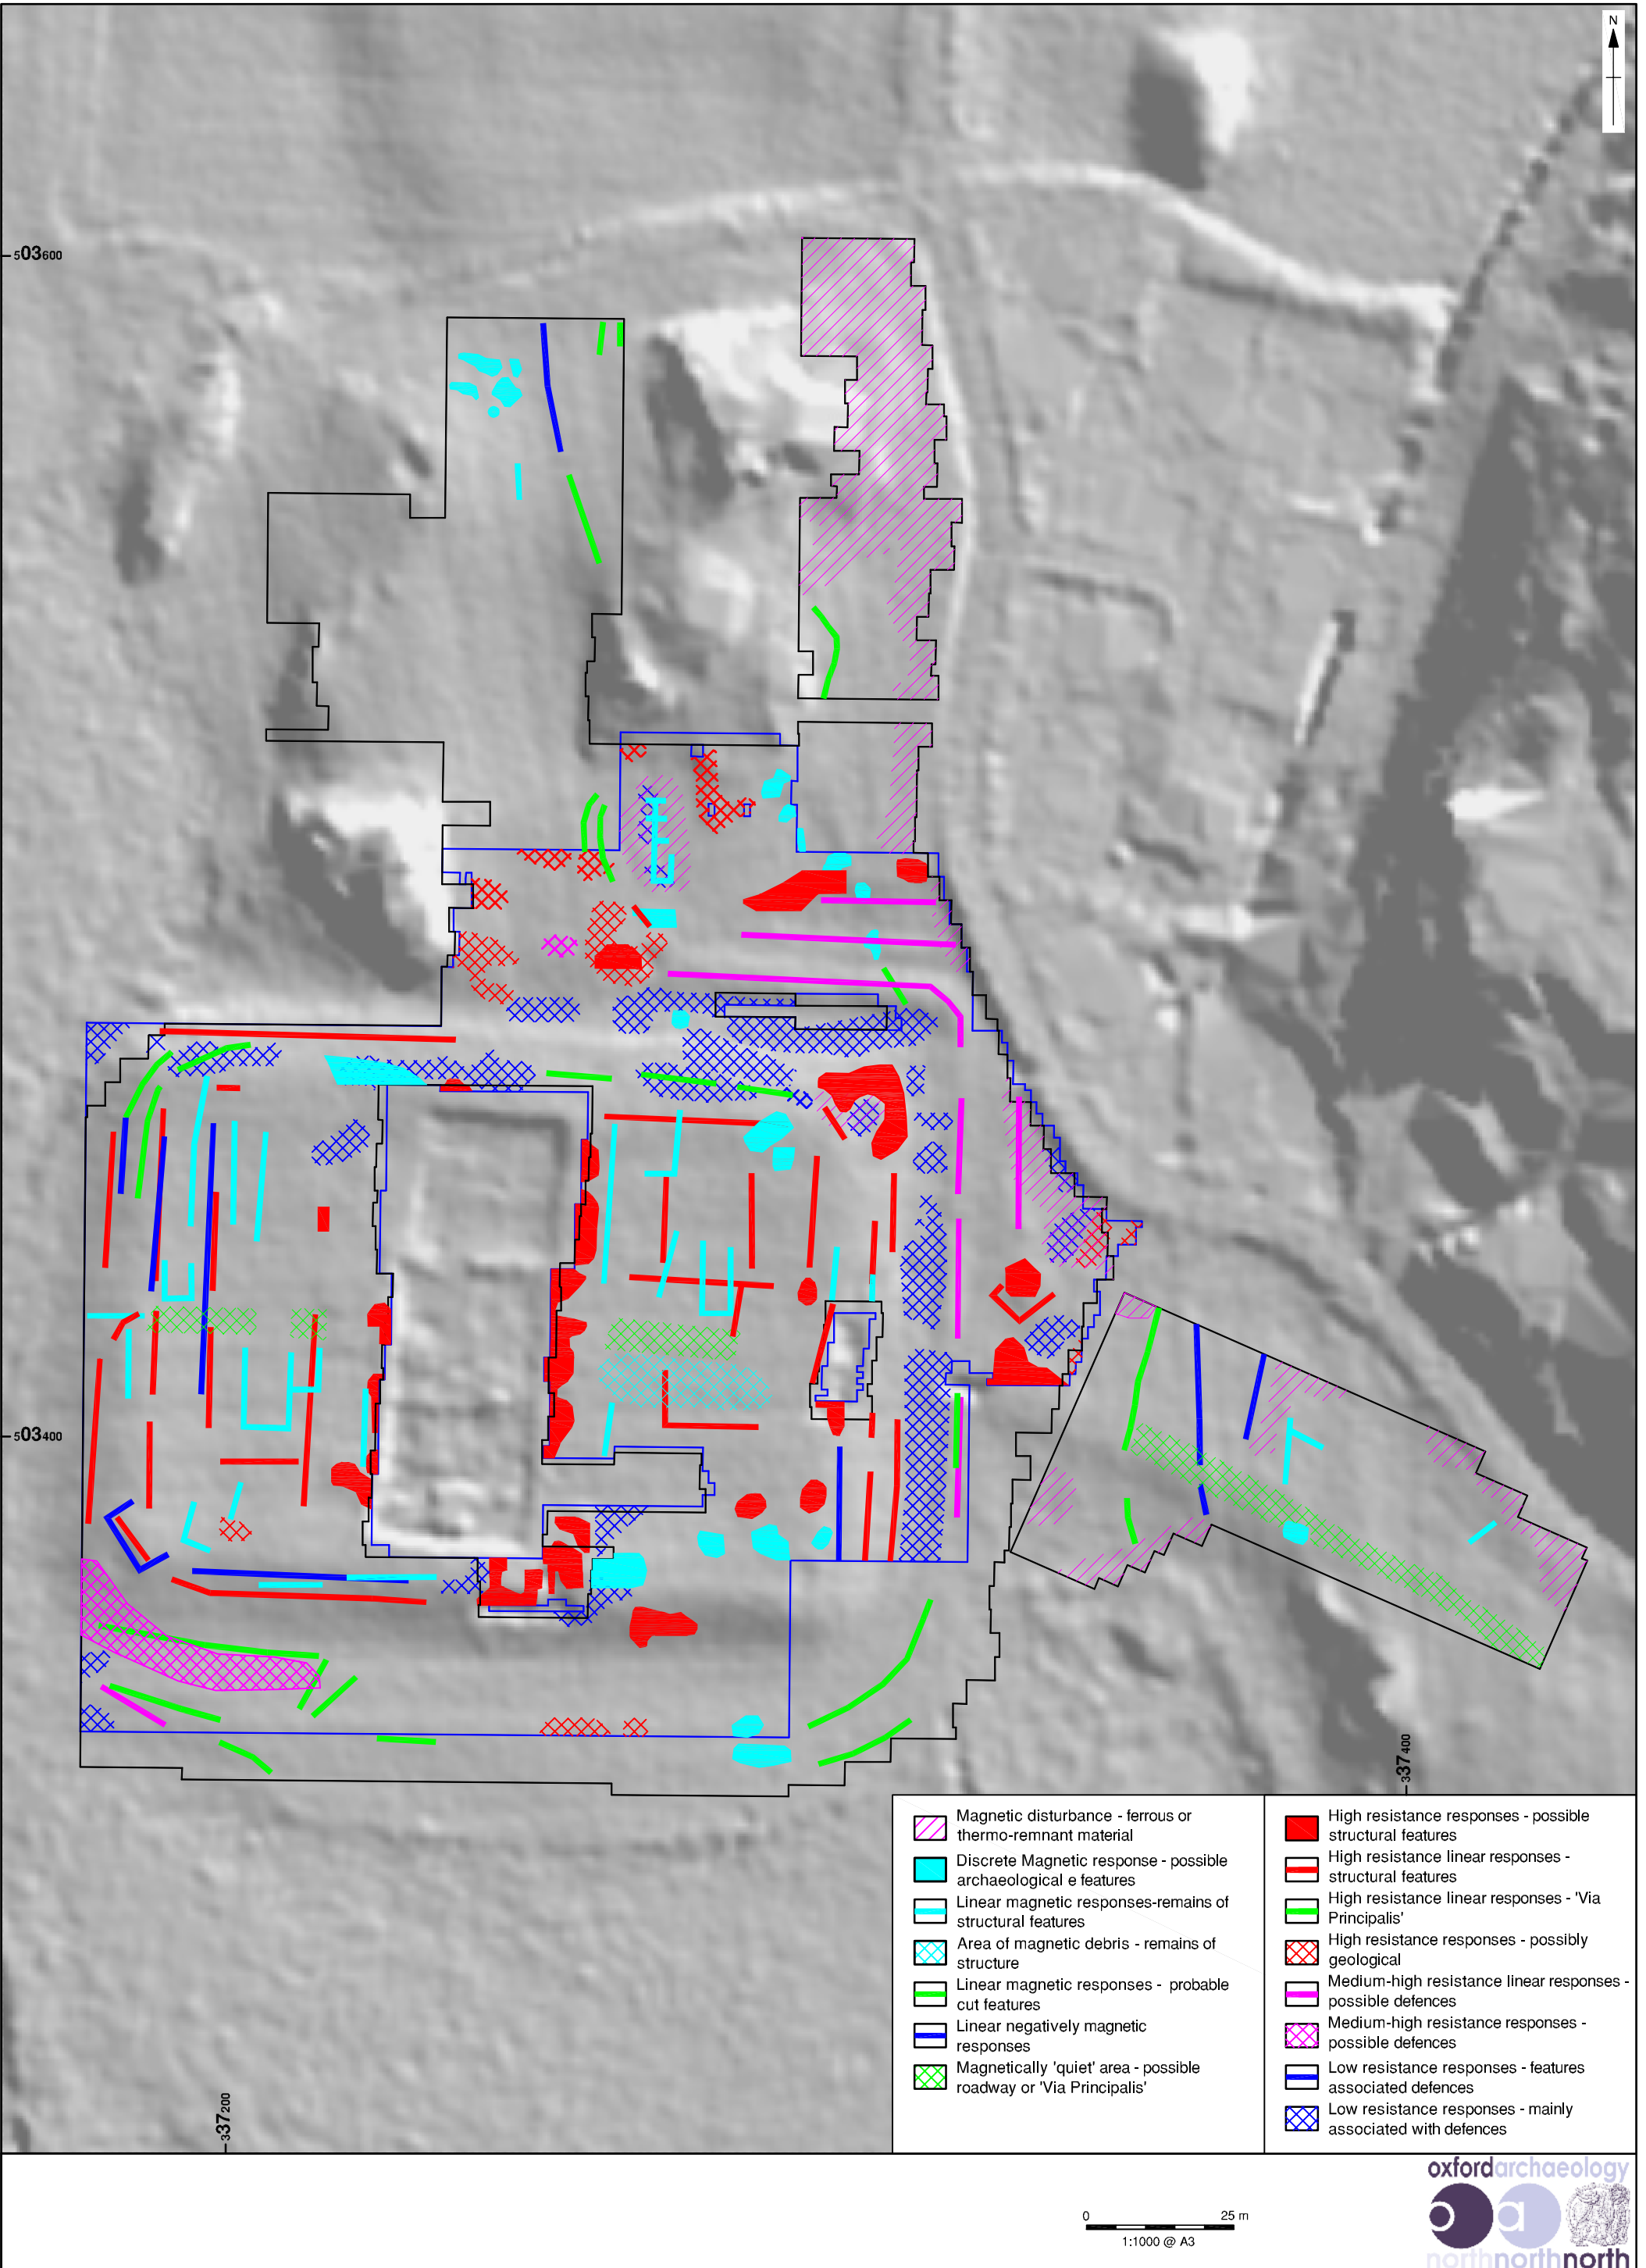 N
503600
503400
337400
337200
Magnetic disturbance - ferrous or
thermo-remnant material
Discrete Magnetic response - possible
archaeological e features
Linear magnetic responses-remains of
structural features
Area of magnetic debris - remains of
structure
Linear magnetic responses - probable
cut features
Linear negatively magnetic
responses
Magnetically 'quiet' area - possible
roadway or 'Via Principalis'
High resistance responses - possible
structural features
High resistance linear responses -
structural features
High resistance linear responses - 'Via
Principalis'
High resistance responses - possibly
geological
Medium-high resistance linear responses -
possible defences
Medium-high resistance responses -
possible defences
Low resistance responses - features
associated defences
Low resistance responses - mainly
associated with defences
0 25 m
1:1000 @ A3
oxfordarchaeology
o a
northnorthnorth